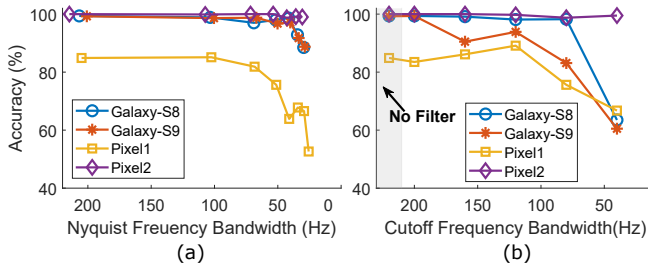 Accuracy (%)
100
80
60
40
Galaxy-S8
Galaxy-S9
Pixel1
Pixel2
200
100
50
0
Nyquist Freuency Bandwidth (Hz)
(a)
100
80
60
40
No Filter
Galaxy-S8
Galaxy-S9
Pixel1
Pixel2
200
150
100
50
Cutoff Frequency Bandwidth(Hz)
(b)